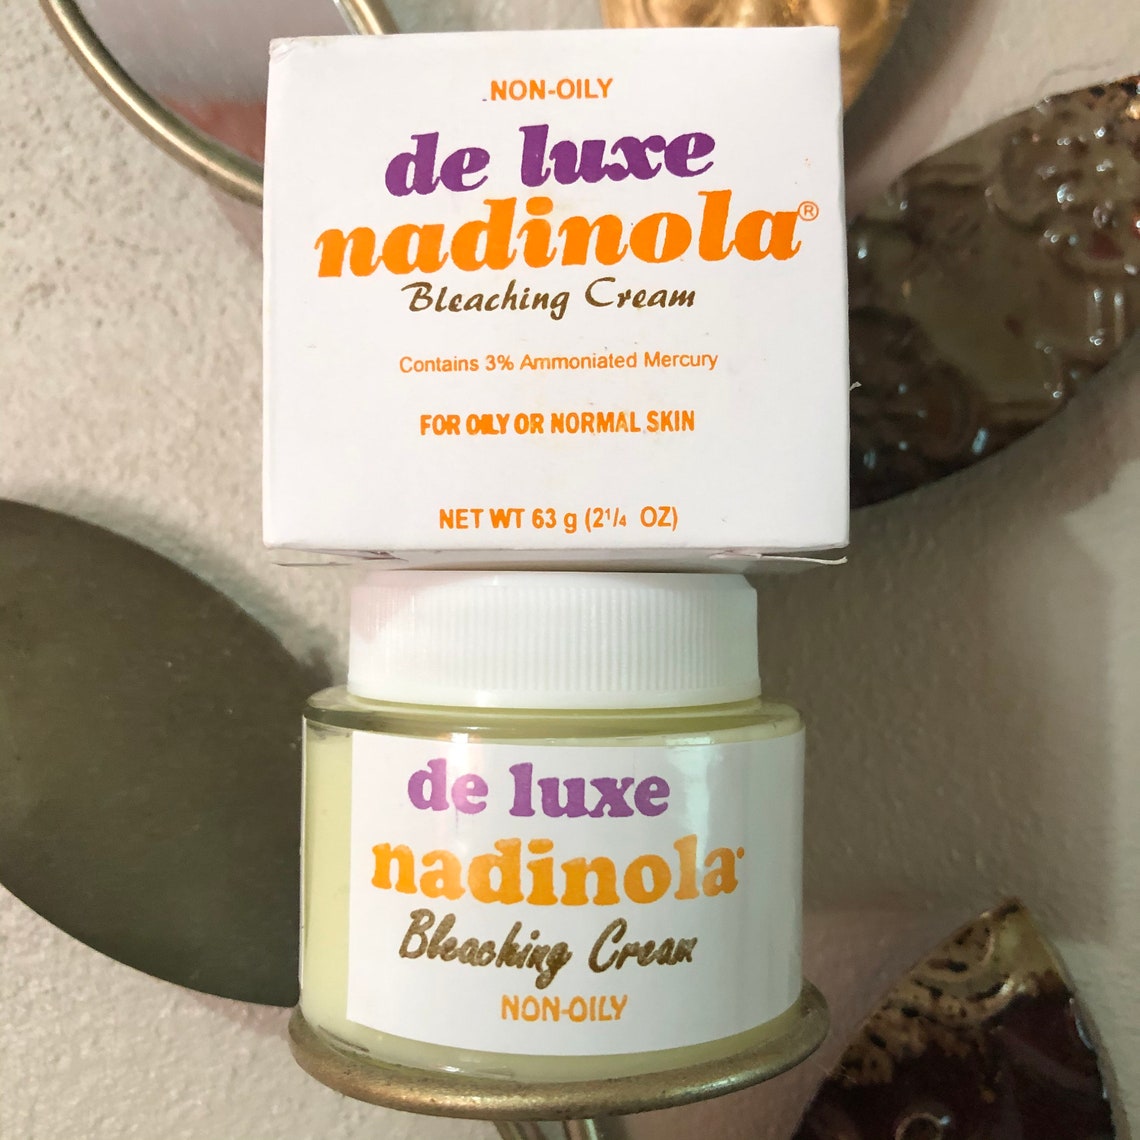 NON-OILY
de luxe
nadinola®
Bleaching Cream
Contains 3% Ammoniated Mercury
FOR OILY OR NORMAL SKIN
NET WT 63 g (2¹/₄ OZ)
de luxe
nadinola
Bleaching Cream
NON-OILY